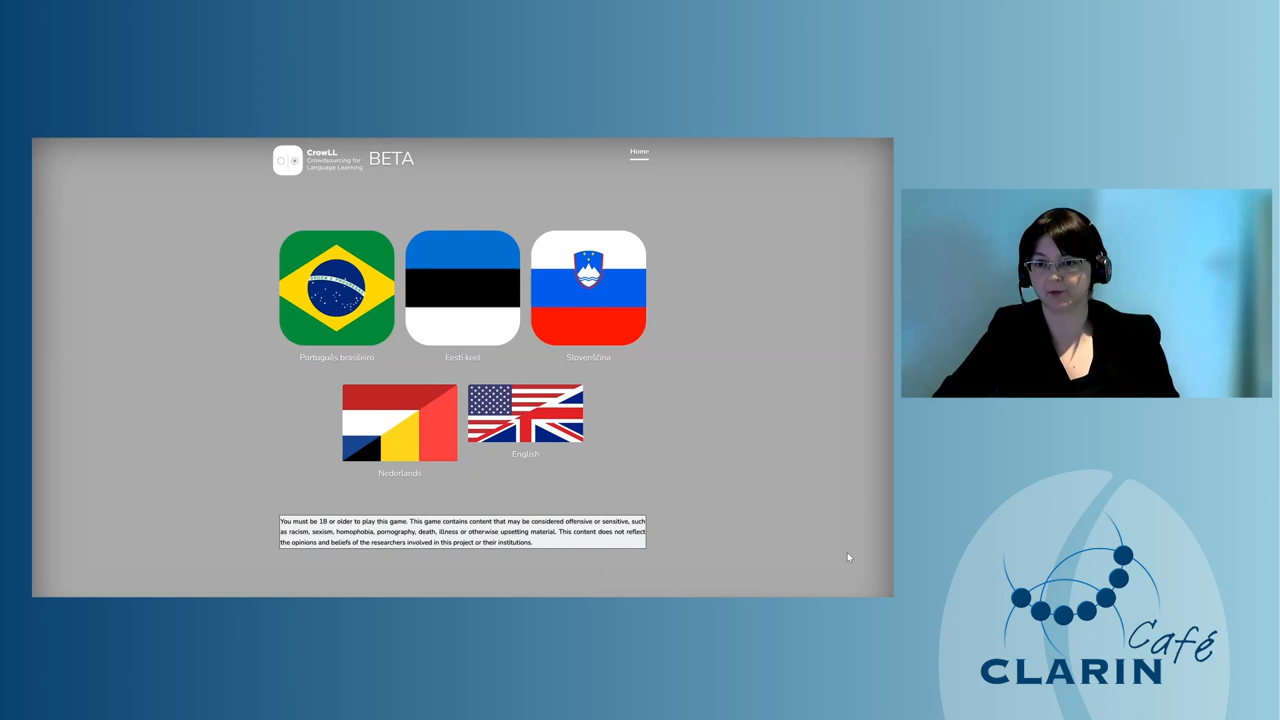 CrowLL
Crowdsourcing for
Language Learning
BETA
Home
Português brasileiro
Eesti keel
Slovenščina
Nederlands
English
You must be 18 or older to play this game. This game contains content that may be considered offensive or sensitive, such
as racism, sexism, homophobia, pornography, death, illness or otherwise upsetting material. This content does not reflect
the opinions and beliefs of the researchers involved in this project or their institutions.
Café
CLARIN